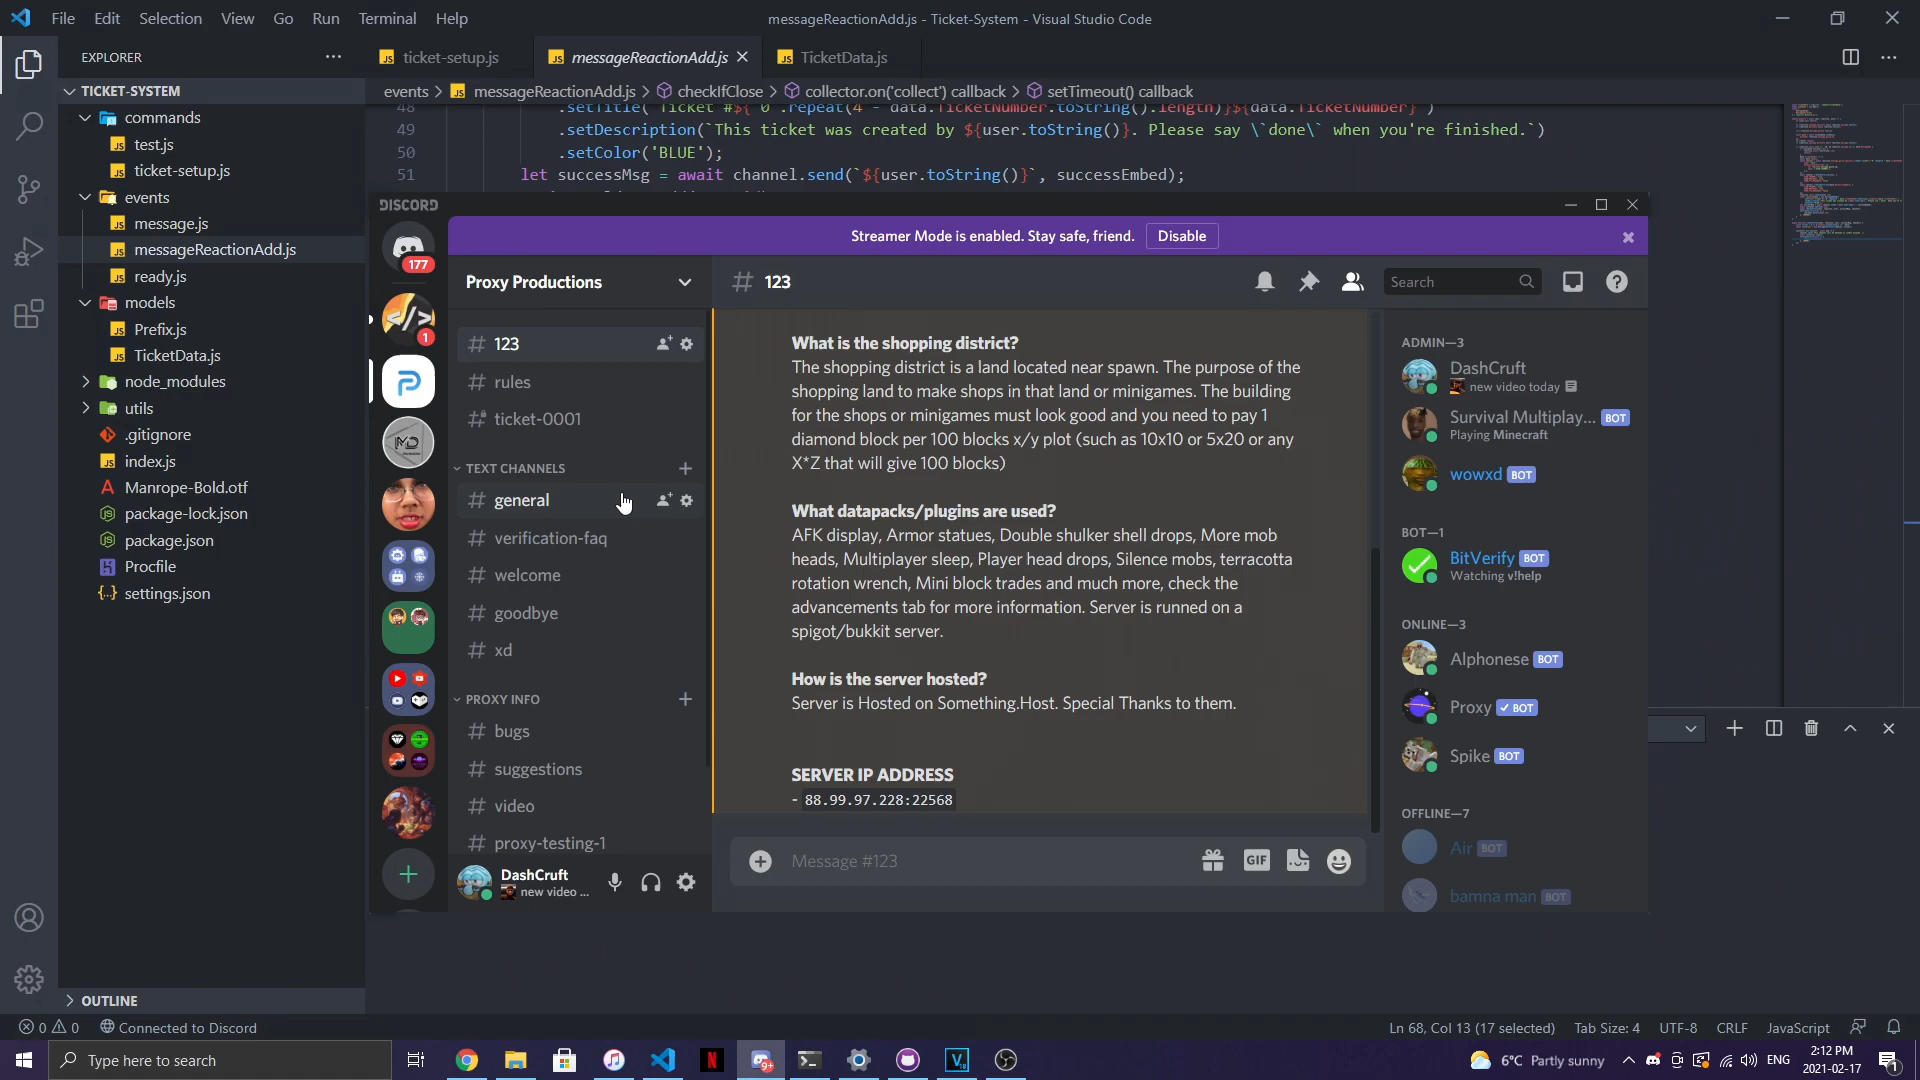 File Edit Selection View Go Run Terminal Help
messageReactionAdd.js - Ticket-System - Visual Studio Code
EXPLORER
ticket-setup.js
messageReactionAdd.js
TicketData.js
TICKET-SYSTEM
events > messageReactionAdd.js > checkIfClose > collector.on('collect') callback > setTimeout() callback
commands
test.js
ticket-setup.js
events
message.js
messageReactionAdd.js
ready.js
models
Prefix.js
TicketData.js
node_modules
utils
.gitignore
index.js
Manrope-Bold.otf
package-lock.json
package.json
Procfile
settings.json
OUTLINE
48 .setTitle(`Ticket #${'0'.repeat(4 - data.TicketNumber.toString().length)}${data.TicketNumber}`)
49 .setDescription(`This ticket was created by ${user.toString()}. Please say \`done\` when you're finished.`)
50 .setColor('BLUE');
51 let successMsg = await channel.send(`${user.toString()}`, successEmbed);
DISCORD
Streamer Mode is enabled. Stay safe, friend. Disable
177
1
Proxy Productions
# 123
Search
# 123
# rules
# ticket-0001
TEXT CHANNELS
# general
# verification-faq
# welcome
# goodbye
# xd
PROXY INFO
# bugs
# suggestions
# video
# proxy-testing-1
DashCruft
new video ...
What is the shopping district?
The shopping district is a land located near spawn. The purpose of the
shopping land to make shops in that land or minigames. The building
for the shops or minigames must look good and you need to pay 1
diamond block per 100 blocks x/y plot (such as 10x10 or 5x20 or any
X*Z that will give 100 blocks)
What datapacks/plugins are used?
AFK display, Armor statues, Double shulker shell drops, More mob
heads, Multiplayer sleep, Player head drops, Silence mobs, terracotta
rotation wrench, Mini block trades and much more, check the
advancements tab for more information. Server is runned on a
spigot/bukkit server.
How is the server hosted?
Server is Hosted on Something.Host. Special Thanks to them.
SERVER IP ADDRESS
- 88.99.97.228:22568
Message #123
GIF
ADMIN—3
DashCruft
new video today
Survival Multiplay... BOT
Playing Minecraft
wowxd BOT
BOT—1
BitVerify BOT
Watching v!help
ONLINE—3
Alphonese BOT
Proxy BOT
Spike BOT
OFFLINE—7
Air BOT
bamna man BOT
0 0 Connected to Discord
Ln 68, Col 13 (17 selected) Tab Size: 4 UTF-8 CRLF JavaScript
Type here to search
9+
6°C Partly sunny
ENG
2:12 PM
2021-02-17
1